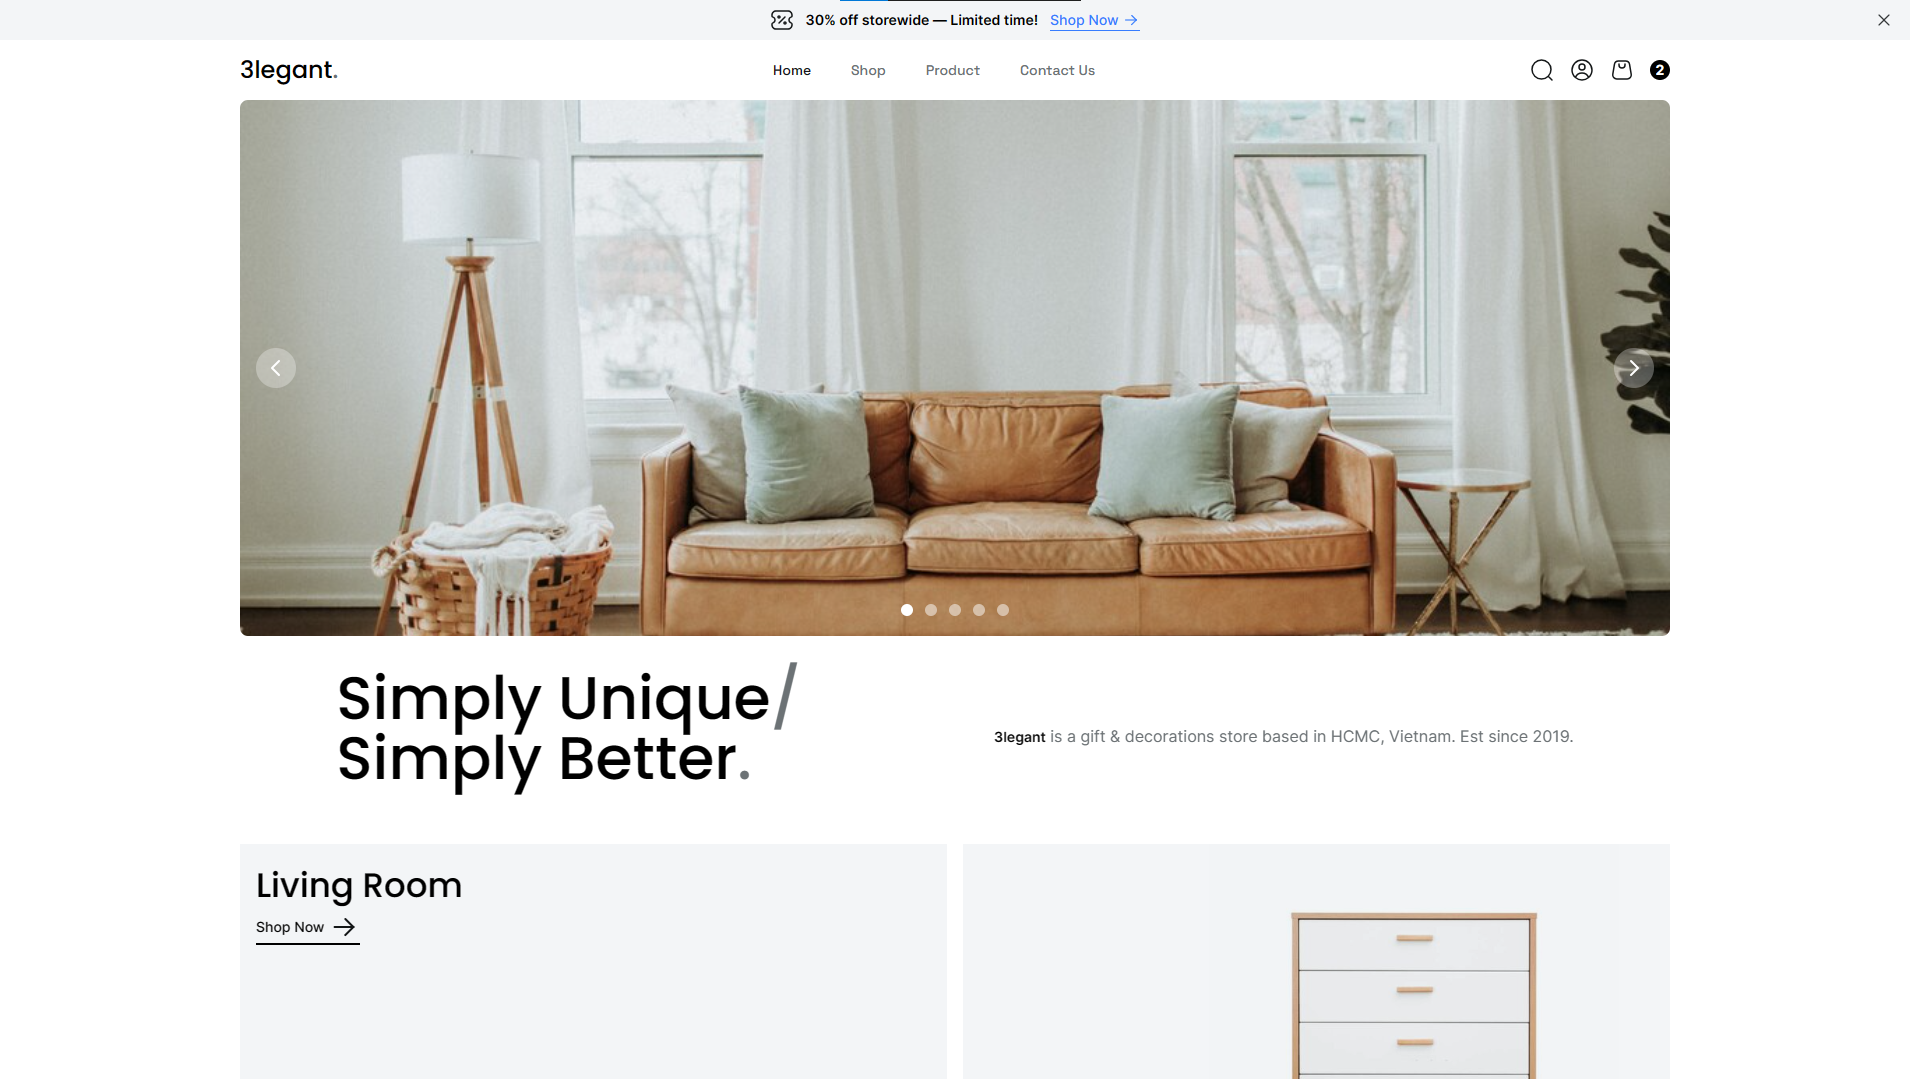 30% off storewide — Limited time! Shop Now
3legant.
Home Shop Product Contact Us
2
Simply Unique/
Simply Better.
3legant is a gift & decorations store based in HCMC, Vietnam. Est since 2019.
Living Room
Shop Now